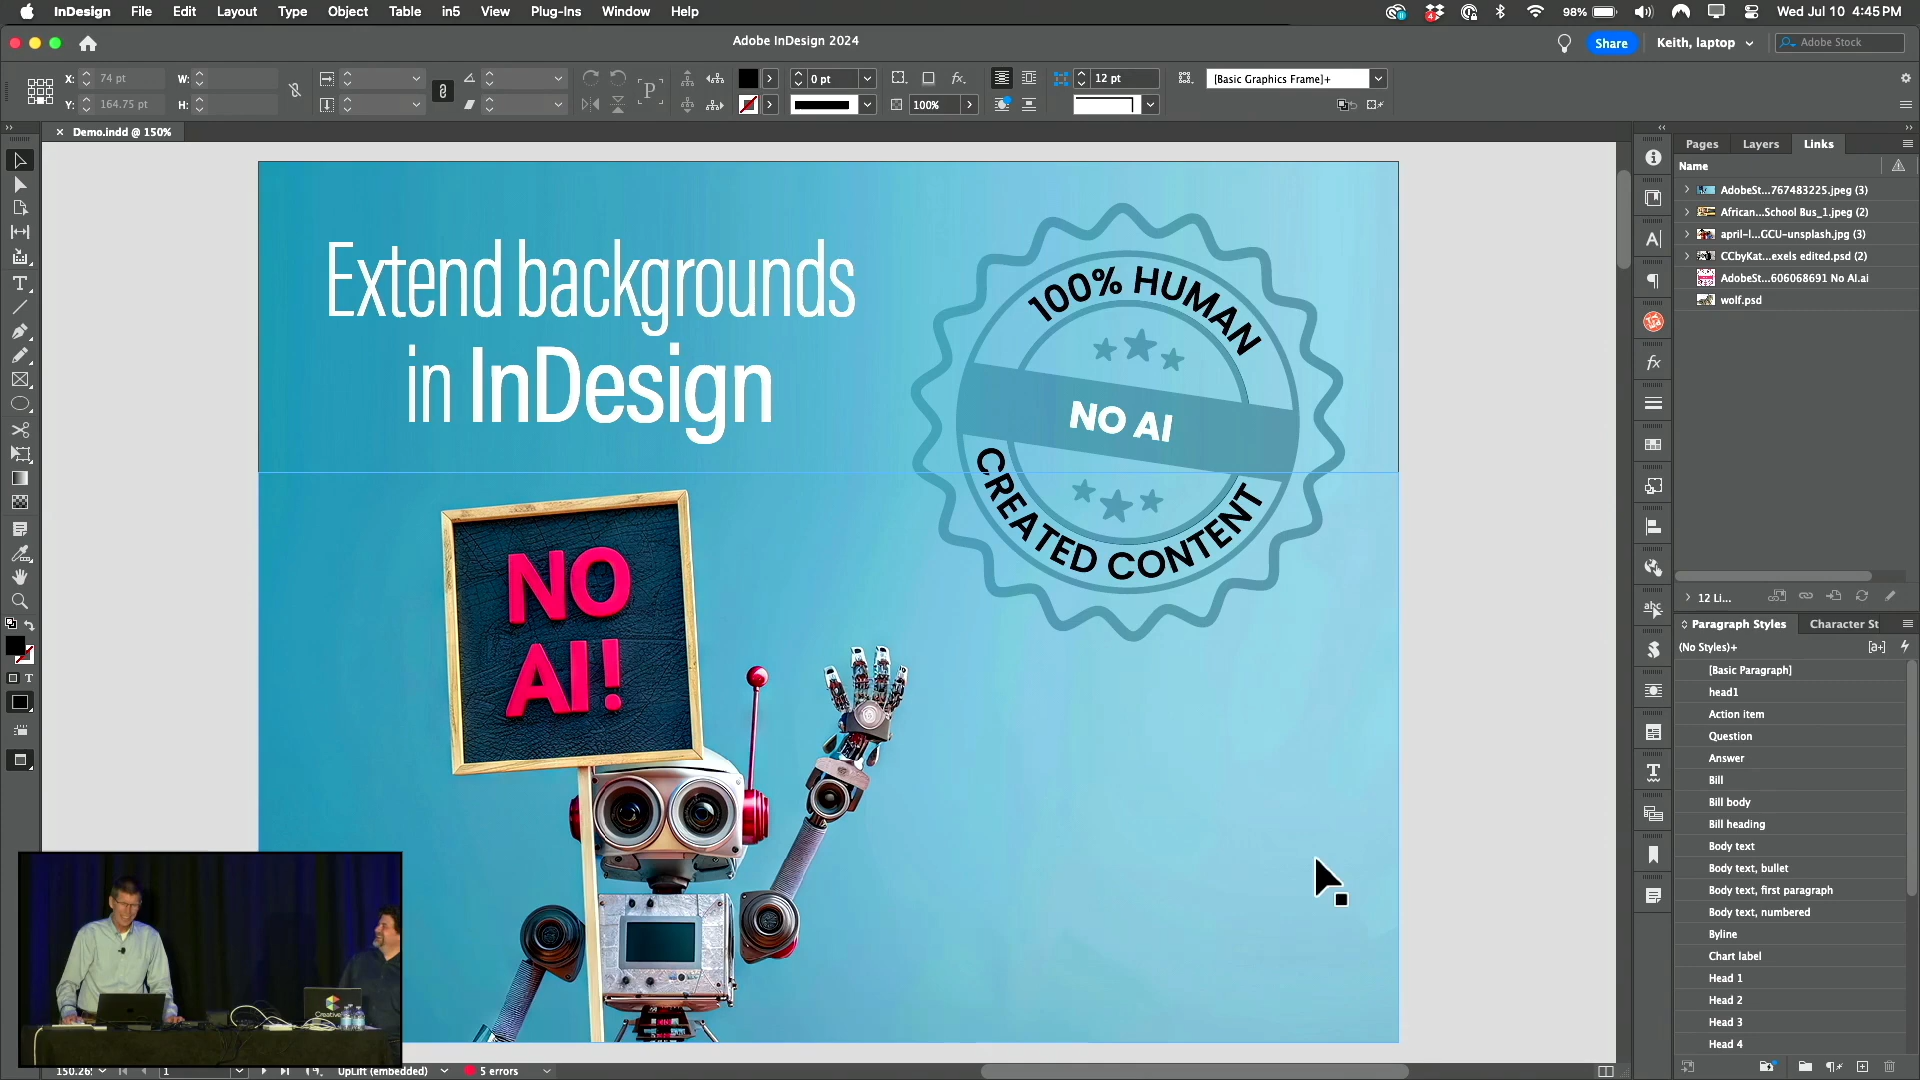 InDesign File Edit Layout Type Object Table in5 View Plug-Ins Window Help
98% Wed Jul 10 4:45 PM
Adobe InDesign 2024
Share
Keith, laptop
Adobe Stock
X: 74 pt
W:
0 pt
fx.
12 pt
[Basic Graphics Frame]+
Y: 164.75 pt
H:
100%
× Demo.indd @ 150%
Pages Layers Links
Name
AdobeSt...767483225.jpeg (3)
African...School Bus_1.jpeg (2)
april-l...GCU-unsplash.jpg (3)
CCbyKat...exels edited.psd (2)
AdobeSt...606068691 No AI.ai
wolf.psd
12 Li...
Paragraph Styles Character St
(No Styles)+
[a+]
[Basic Paragraph]
head1
Action item
Question
Answer
Bill
Bill body
Bill heading
Body text
Body text, bullet
Body text, first paragraph
Body text, numbered
Byline
Chart label
Head 1
Head 2
Head 3
Head 4
Extend backgrounds
in InDesign
100% HUMAN
NO AI
CREATED CONTENT
NO
AI!
Creative
1
UpLift (embedded)
5 errors